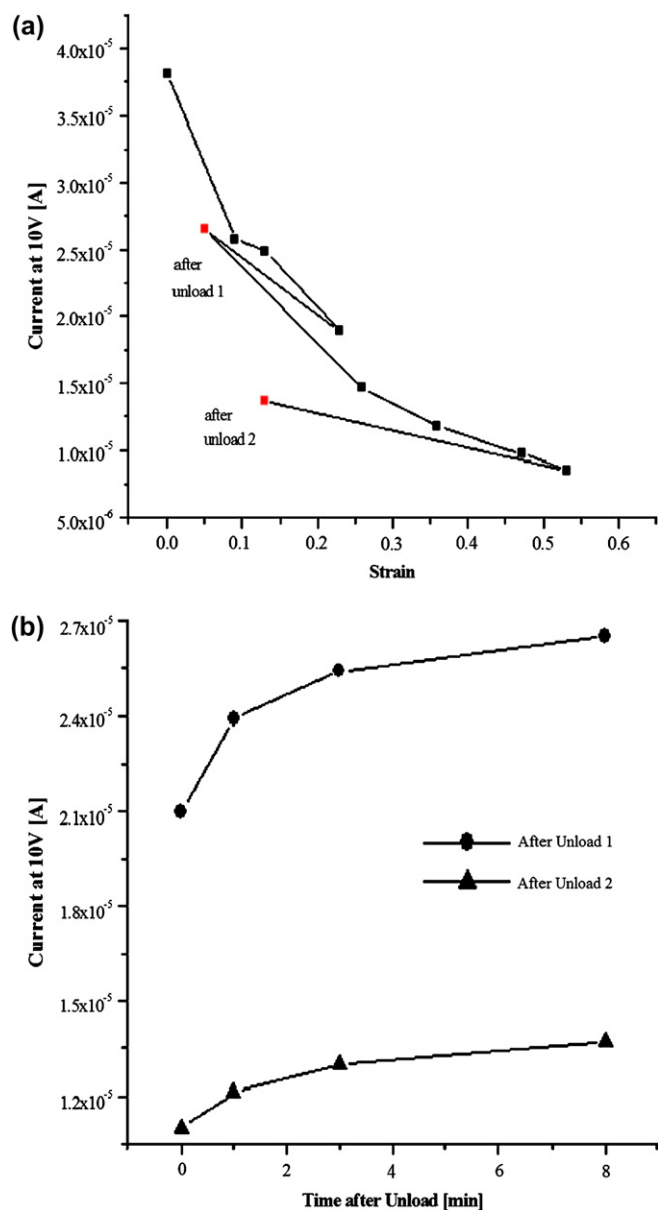 (a)
Current at 10V [A]
4.0x10⁻⁵
3.5x10⁻⁵
3.0x10⁻⁵
2.5x10⁻⁵
2.0x10⁻⁵
1.5x10⁻⁵
1.0x10⁻⁵
5.0x10⁻⁶
after
unload 1
after
unload 2
0.0 0.1 0.2 0.3 0.4 0.5 0.6
Strain
(b)
Current at 10V [A]
2.7x10⁻⁵
2.4x10⁻⁵
2.1x10⁻⁵
1.8x10⁻⁵
1.5x10⁻⁵
1.2x10⁻⁵
After Unload 1
After Unload 2
0 2 4 6 8
Time after Unload [min]